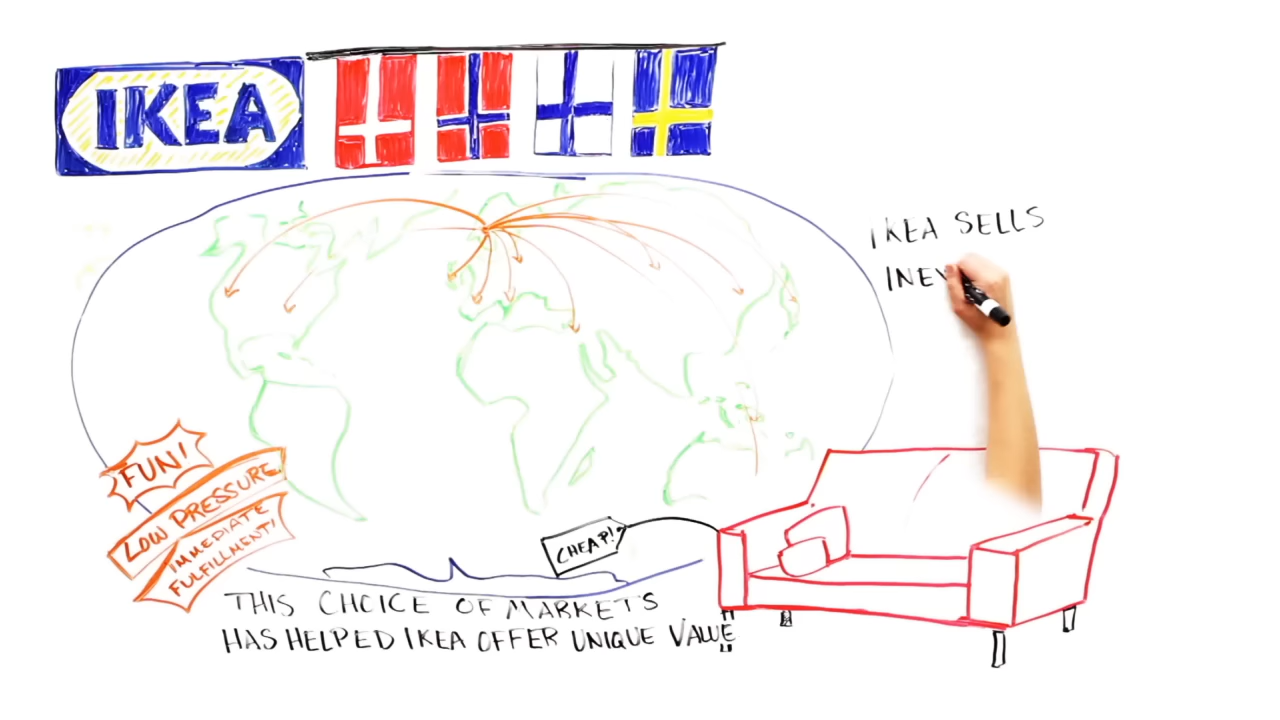 IKEA
IKEA SELLS
INEX
FUN!
LOW PRESSURE
IMMEDIATE
FULFILLMENT!
CHEAP!
THIS CHOICE OF MARKETS
HAS HELPED IKEA OFFER UNIQUE VALUE